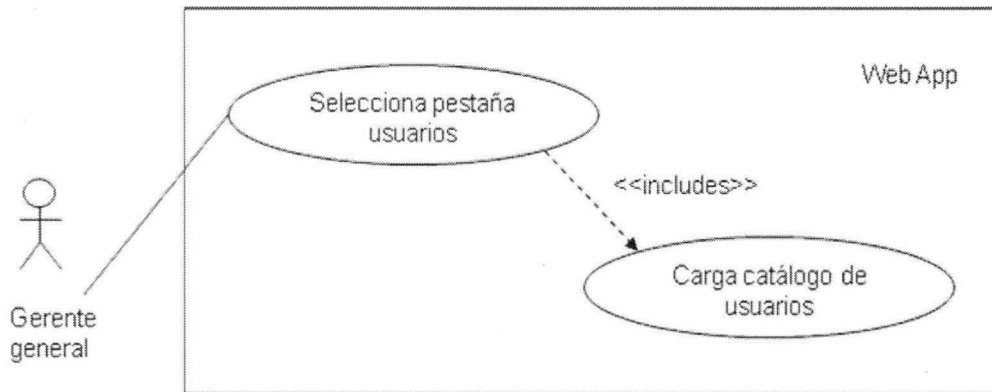 Web App
Selecciona pestaña
usuarios
<<includes>>
Carga catálogo de
usuarios
Gerente
general